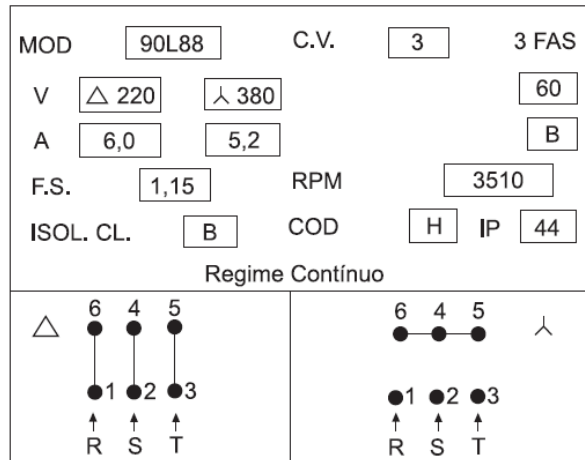 MOD 90L88 C.V. 3 3 FAS
V △ 220 ⅄ 380 60
A 6,0 5,2 B
F.S. 1,15 RPM 3510
ISOL. CL. B COD H IP 44
Regime Contínuo
△ 6 4 5
1 2 3
R S T
6 4 5 ⅄
1 2 3
R S T